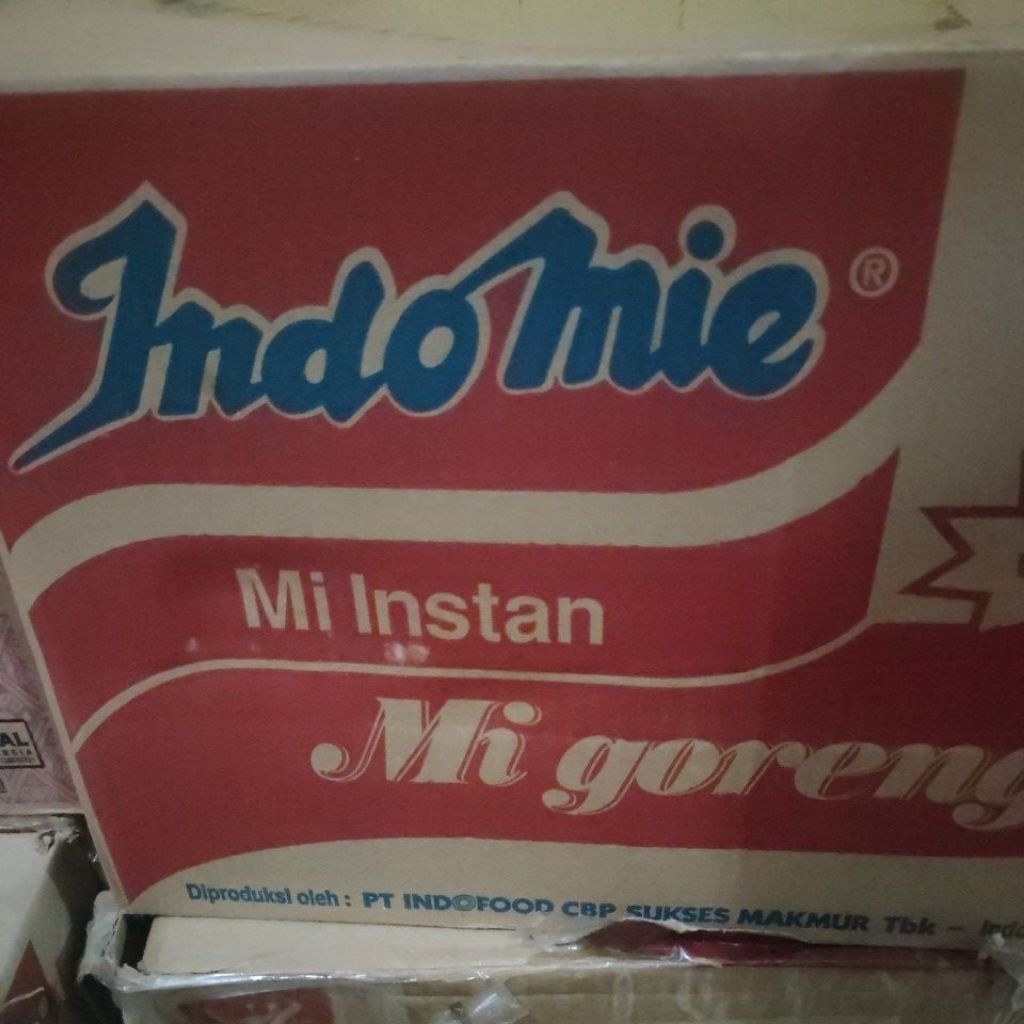 Indomie®
Mi Instan
Mi goreng
Diproduksi oleh : PT INDOFOOD CBP SUKSES MAKMUR Tbk –